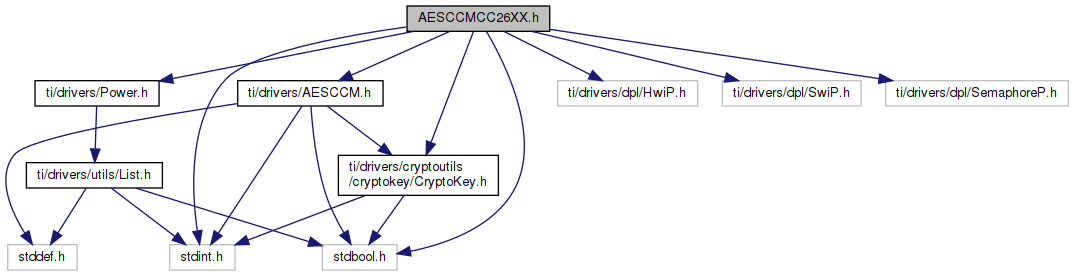 AESCCMCC26XX.h
ti/drivers/Power.h
ti/drivers/AESCCM.h
ti/drivers/dpl/HwiP.h
ti/drivers/dpl/SwiP.h
ti/drivers/dpl/SemaphoreP.h
ti/drivers/utils/List.h
ti/drivers/cryptoutils
/cryptokey/CryptoKey.h
stddef.h
stdint.h
stdbool.h